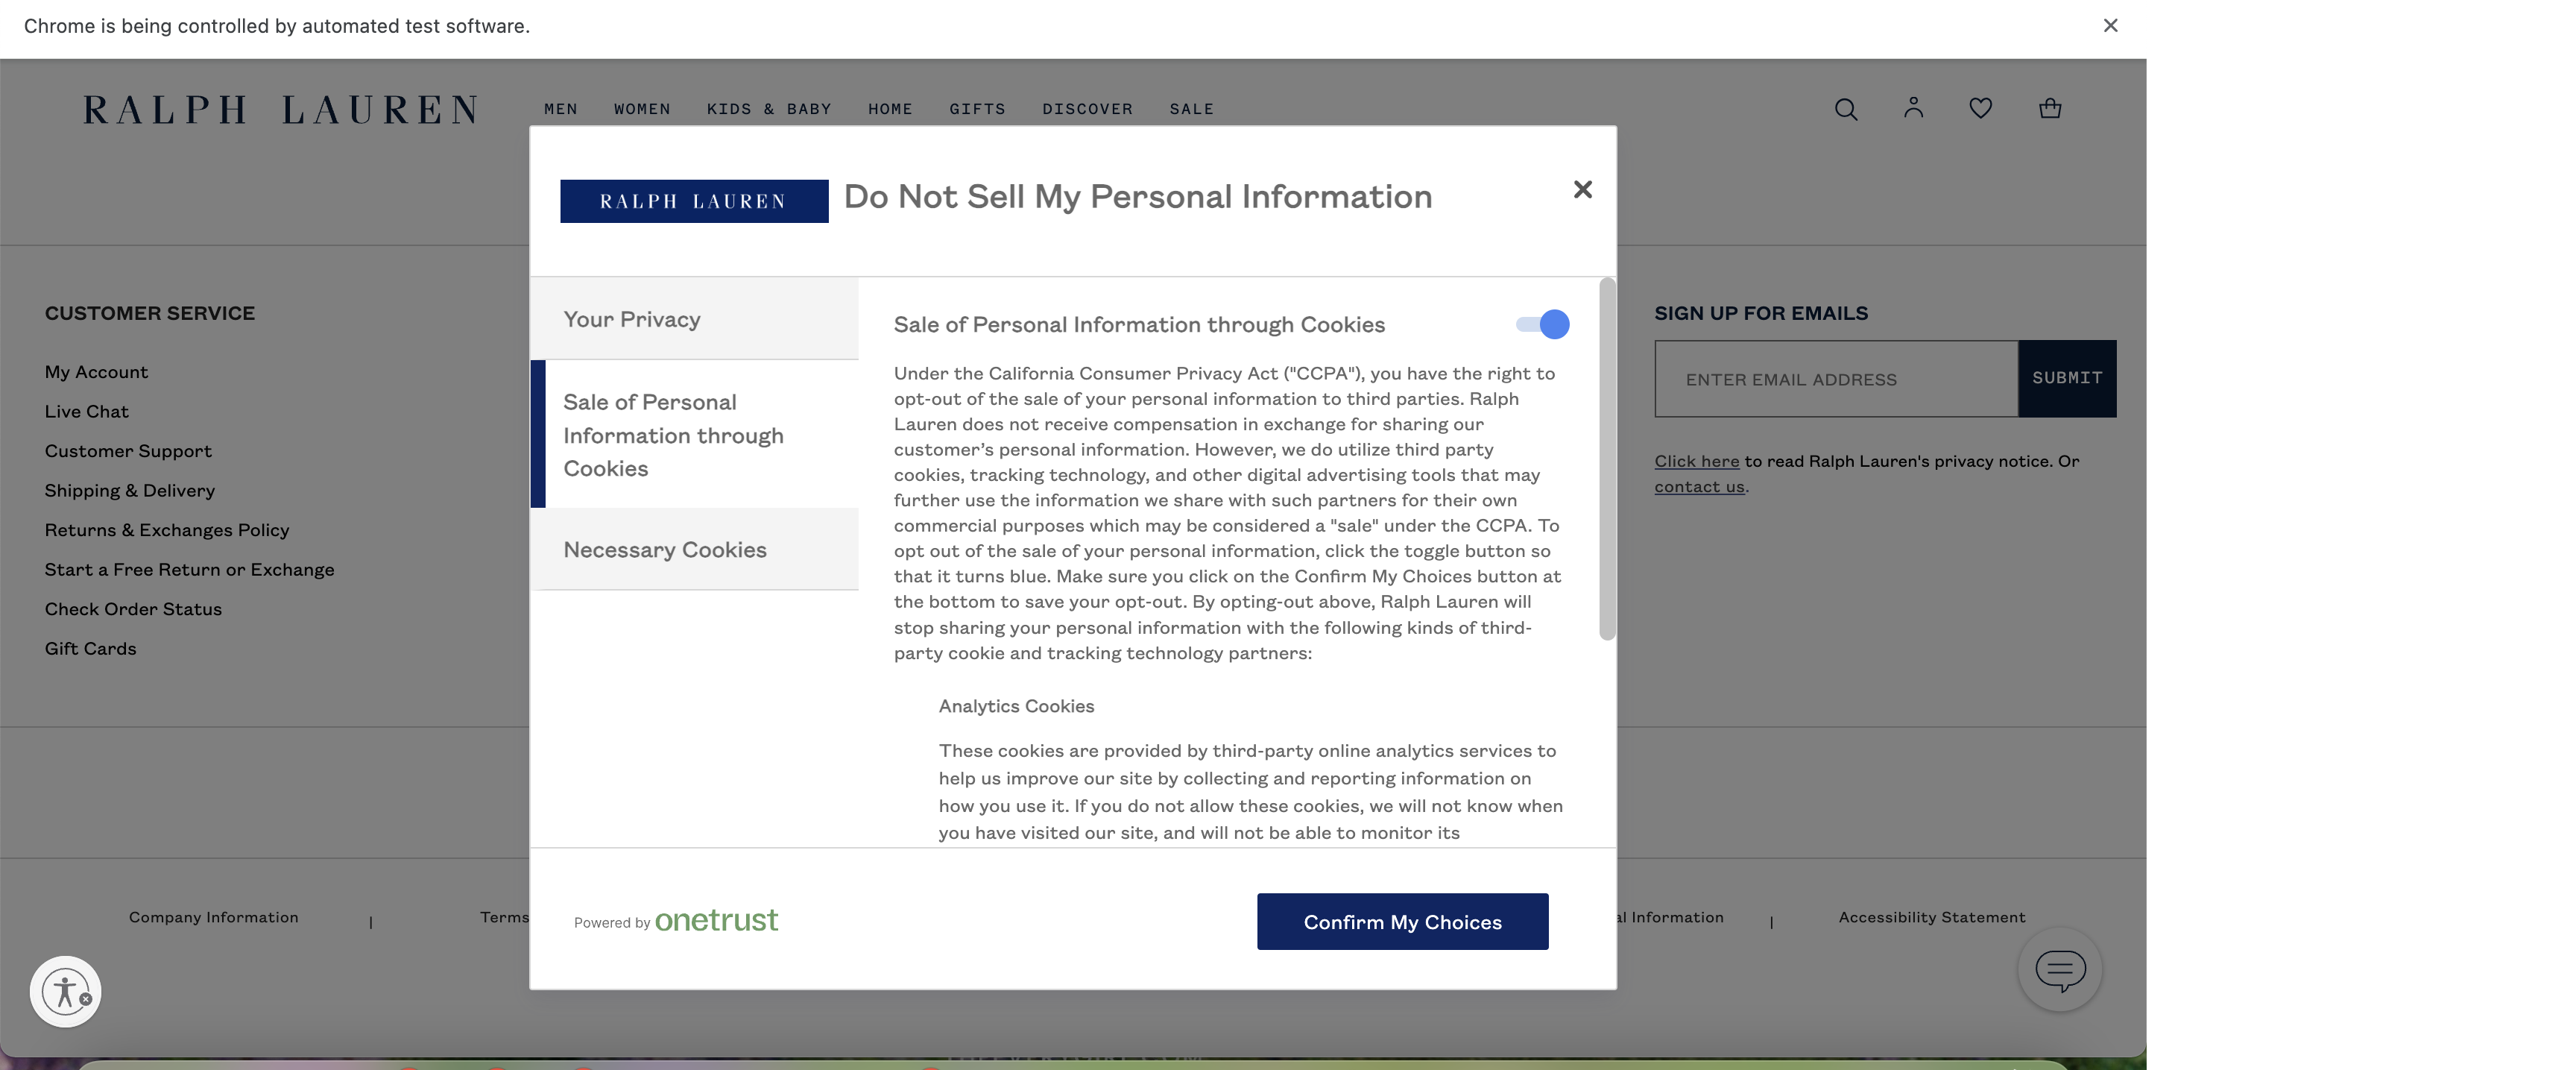 Chrome is being controlled by automated test software.
RALPH LAUREN
MEN WOMEN KIDS & BABY HOME GIFTS DISCOVER SALE
RALPH LAUREN
Do Not Sell My Personal Information
Your Privacy
Sale of Personal
Information through
Cookies
Necessary Cookies
Sale of Personal Information through Cookies
Under the California Consumer Privacy Act ("CCPA"), you have the right to
opt-out of the sale of your personal information to third parties. Ralph
Lauren does not receive compensation in exchange for sharing our
customer’s personal information. However, we do utilize third party
cookies, tracking technology, and other digital advertising tools that may
further use the information we share with such partners for their own
commercial purposes which may be considered a "sale" under the CCPA. To
opt out of the sale of your personal information, click the toggle button so
that it turns blue. Make sure you click on the Confirm My Choices button at
the bottom to save your opt-out. By opting-out above, Ralph Lauren will
stop sharing your personal information with the following kinds of third-
party cookie and tracking technology partners:
Analytics Cookies
These cookies are provided by third-party online analytics services to
help us improve our site by collecting and reporting information on
how you use it. If you do not allow these cookies, we will not know when
you have visited our site, and will not be able to monitor its
Powered by onetrust
Confirm My Choices
CUSTOMER SERVICE
My Account
Live Chat
Customer Support
Shipping & Delivery
Returns & Exchanges Policy
Start a Free Return or Exchange
Check Order Status
Gift Cards
SIGN UP FOR EMAILS
ENTER EMAIL ADDRESS
SUBMIT
Click here to read Ralph Lauren's privacy notice. Or
contact us.
Company Information | Terms
al Information | Accessibility Statement